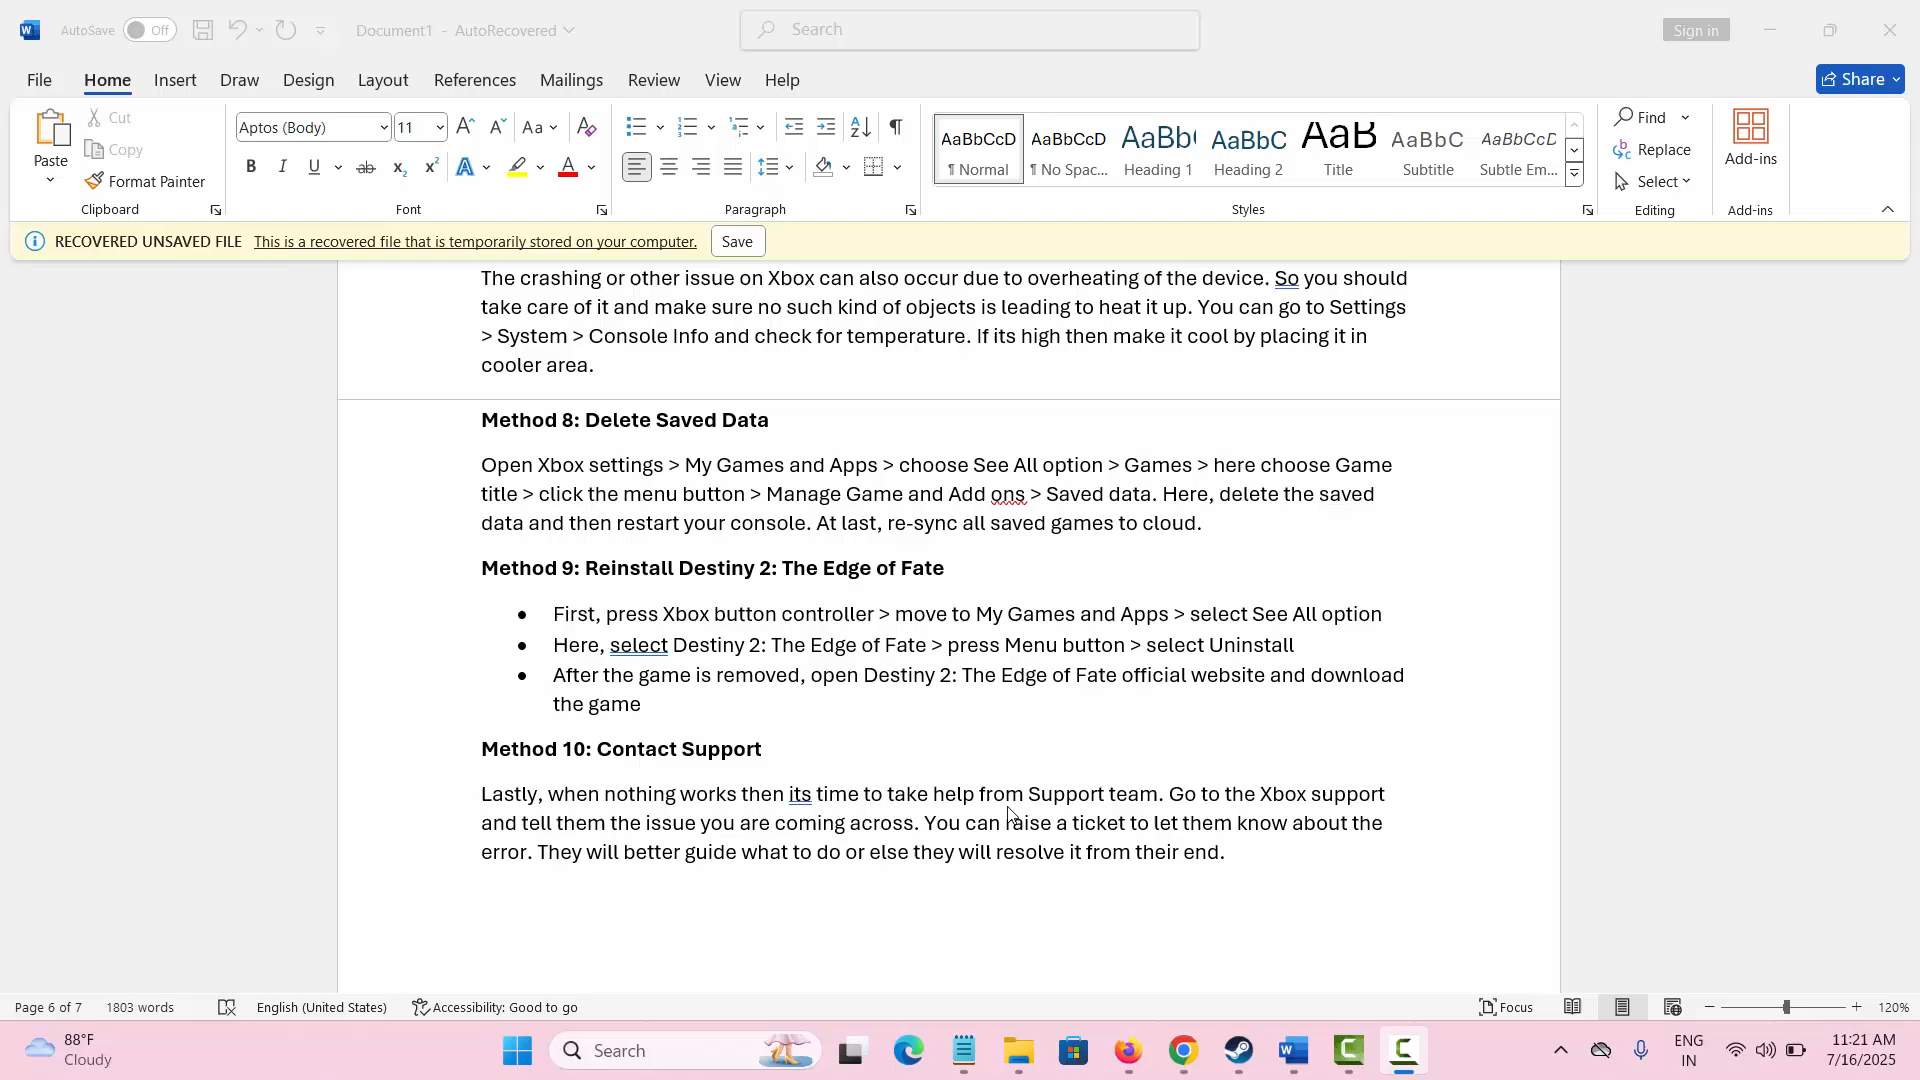 AutoSave Off Document1 - AutoRecovered Search Sign in
File Home Insert Draw Design Layout References Mailings Review View Help Share
Paste Cut Copy Format Painter
Aptos (Body) 11
AaBbCcD AaBbCcD AaBb( AaBbC AaB AaBbC AaBbCcD
¶ Normal ¶ No Spac... Heading 1 Heading 2 Title Subtitle Subtle Em...
Find Replace Select
Add-ins
Clipboard Font Paragraph Styles Editing Add-ins
RECOVERED UNSAVED FILE This is a recovered file that is temporarily stored on your computer. Save
The crashing or other issue on Xbox can also occur due to overheating of the device. So you should
take care of it and make sure no such kind of objects is leading to heat it up. You can go to Settings
> System > Console Info and check for temperature. If its high then make it cool by placing it in
cooler area.
Method 8: Delete Saved Data
Open Xbox settings > My Games and Apps > choose See All option > Games > here choose Game
title > click the menu button > Manage Game and Add ons > Saved data. Here, delete the saved
data and then restart your console. At last, re-sync all saved games to cloud.
Method 9: Reinstall Destiny 2: The Edge of Fate
● First, press Xbox button controller > move to My Games and Apps > select See All option
● Here, select Destiny 2: The Edge of Fate > press Menu button > select Uninstall
● After the game is removed, open Destiny 2: The Edge of Fate official website and download
the game
Method 10: Contact Support
Lastly, when nothing works then its time to take help from Support team. Go to the Xbox support
and tell them the issue you are coming across. You can raise a ticket to let them know about the
error. They will better guide what to do or else they will resolve it from their end.
Page 6 of 7 1803 words English (United States) Accessibility: Good to go Focus 120%
88°F
Cloudy
Search
ENG
IN
11:21 AM
7/16/2025